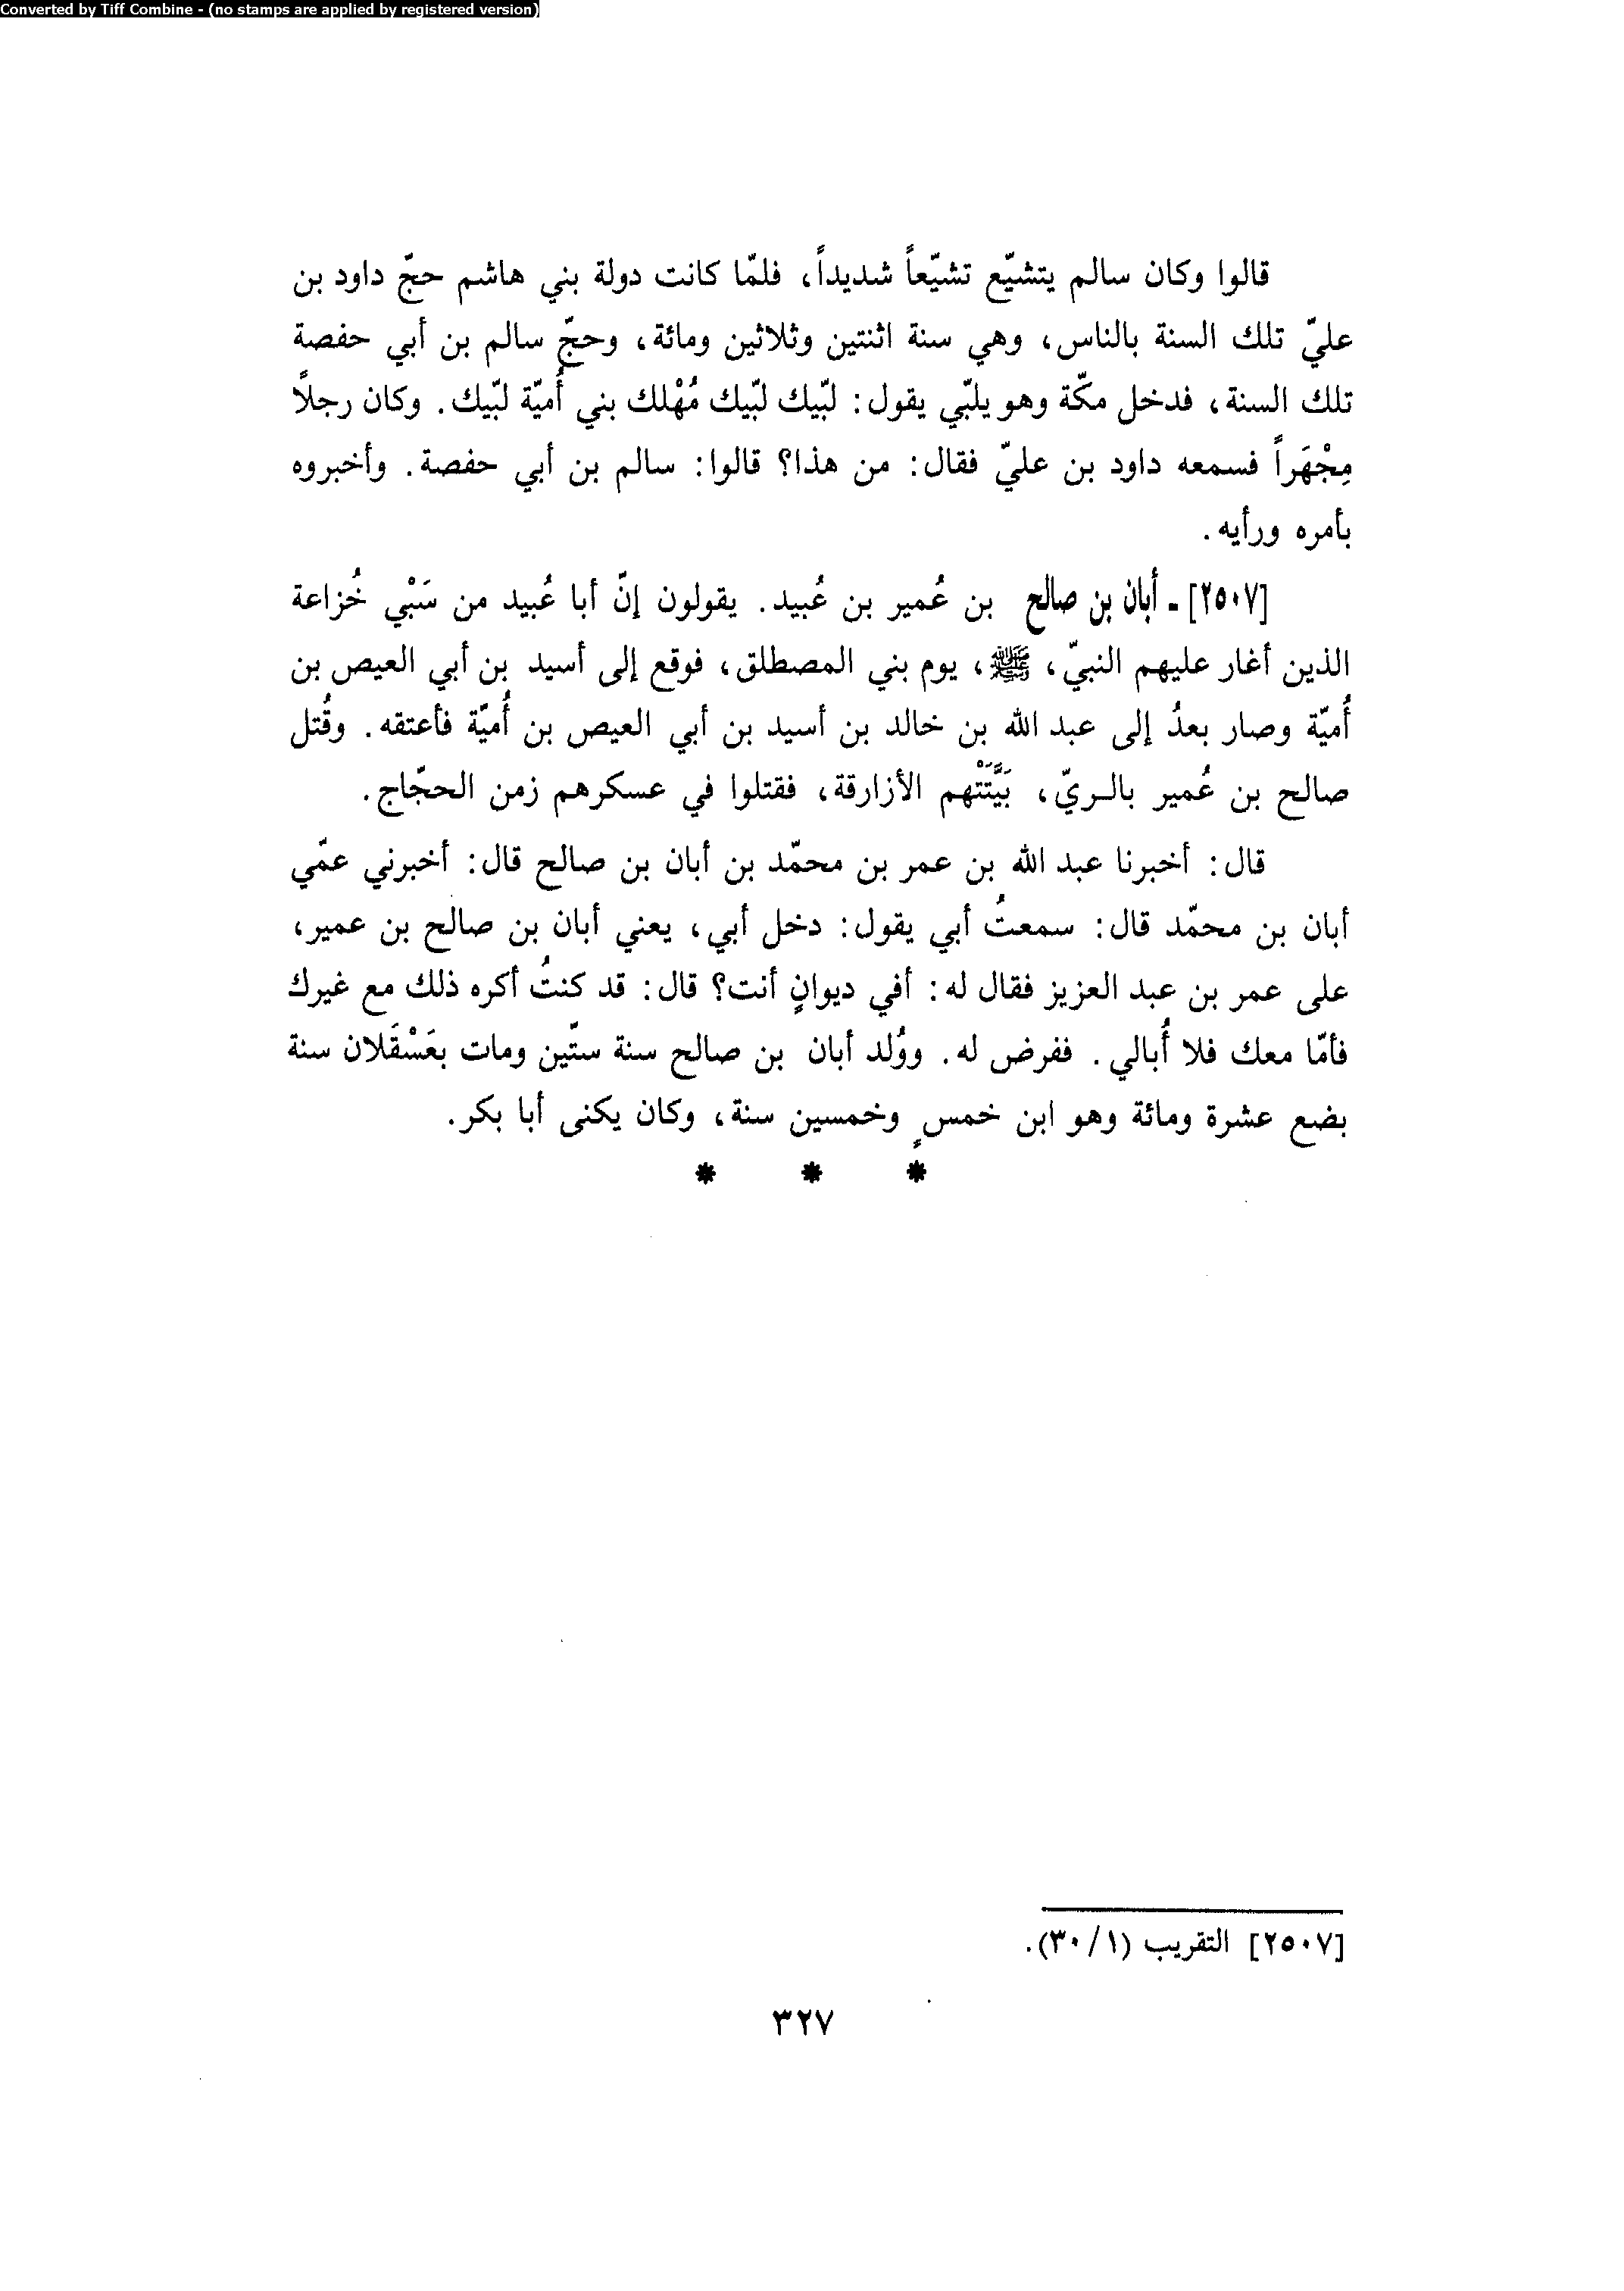 Converted by Tiff Combine - (no stamps are applied by registered version)
قالوا وكان سالم يتشيّع تشيّعاً شديداً، فلمّا كانت دولة بني هاشم حجّ داود بن
عليّ تلك السنة بالناس، وهي سنة اثنتين وثلاثين ومائة، وحجّ سالم بن أبي حفصة
تلك السنة، فدخل مكّة وهو يلبّي يقول: لبّيك لبّيك مُهْلك بني أُميّة لبّيك. وكان رجلاً
مِجْهَراً فسمعه داود بن عليّ فقال: من هذا؟ قالوا: سالم بن أبي حفصة. وأخبروه
بأمره ورأيه.
[٢٥٠٧] - أبان بن صالح بن عُمير بن عُبيد. يقولون إنّ أبا عُبيد من سَبْي خُزاعة
الذين أغار عليهم النبيّ، ﷺ، يوم بني المصطلق، فوقع إلى أسيد بن أبي العيص بن
أُميّة وصار بعدُ إلى عبد الله بن خالد بن أسيد بن أبي العيص بن أُميّة فأعتقه. وقُتل
صالح بن عُمير بالـريّ، بَيَّتَتْهم الأزارقة، فقتلوا في عسكرهم زمن الحجّاج.
قال: أخبرنا عبد الله بن عمر بن محمّد بن أبان بن صالح قال: أخبرني عمّي
أبان بن محمّد قال: سمعتُ أبي يقول: دخل أبي، يعني أبان بن صالح بن عمير،
على عمر بن عبد العزيز فقال له: أفي ديوانٍ أنت؟ قال: قد كنتُ أكره ذلك مع غيرك
فأمّا معك فلا أُبالي. ففرض له. ووُلد أبان بن صالح سنة ستّين ومات بعَسْقَلان سنة
بضع عشرة ومائة وهو ابن خمسٍ وخمسين سنة، وكان يكنى أبا بكر.
* * *
[٢٥٠٧] التقريب (٣٠/١).
٣٢٧